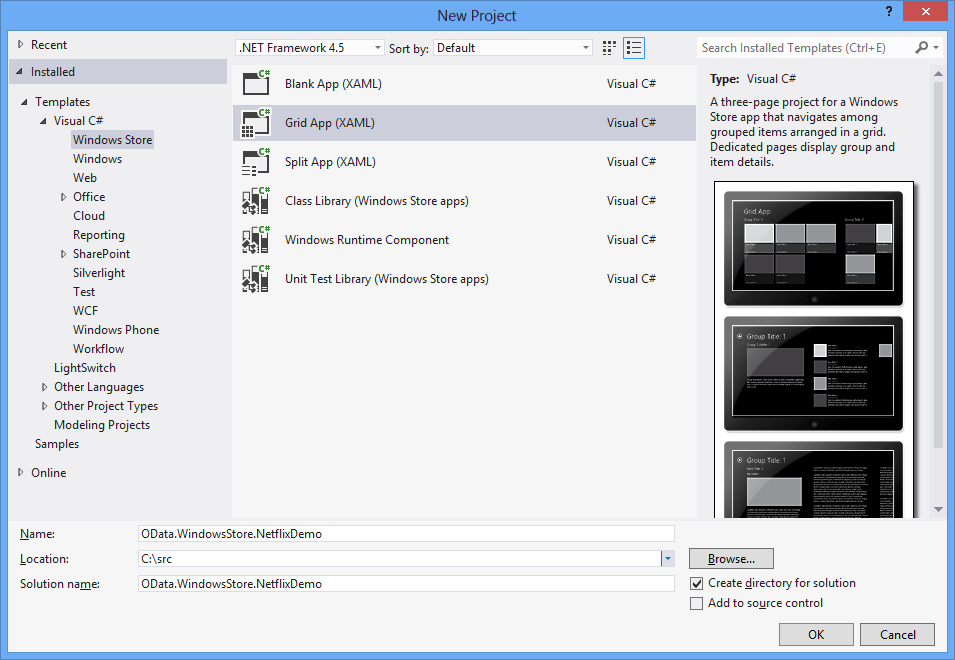 New Project
?
Recent
Installed
Templates
Visual C#
Windows Store
Windows
Web
Office
Cloud
Reporting
SharePoint
Silverlight
Test
WCF
Windows Phone
Workflow
LightSwitch
Other Languages
Other Project Types
Modeling Projects
Samples
Online
.NET Framework 4.5 Sort by: Default
C# Blank App (XAML) Visual C#
C# Grid App (XAML) Visual C#
C# Split App (XAML) Visual C#
C# Class Library (Windows Store apps) Visual C#
C# Windows Runtime Component Visual C#
C# Unit Test Library (Windows Store apps) Visual C#
Search Installed Templates (Ctrl+E)
Type: Visual C#
A three-page project for a Windows
Store app that navigates among
grouped items arranged in a grid.
Dedicated pages display group and
item details.
Grid App
Group Title: 1
Group Title: 1
Name: OData.WindowsStore.NetflixDemo
Location: C:\src
Browse...
Solution name: OData.WindowsStore.NetflixDemo
Create directory for solution
Add to source control
OK Cancel